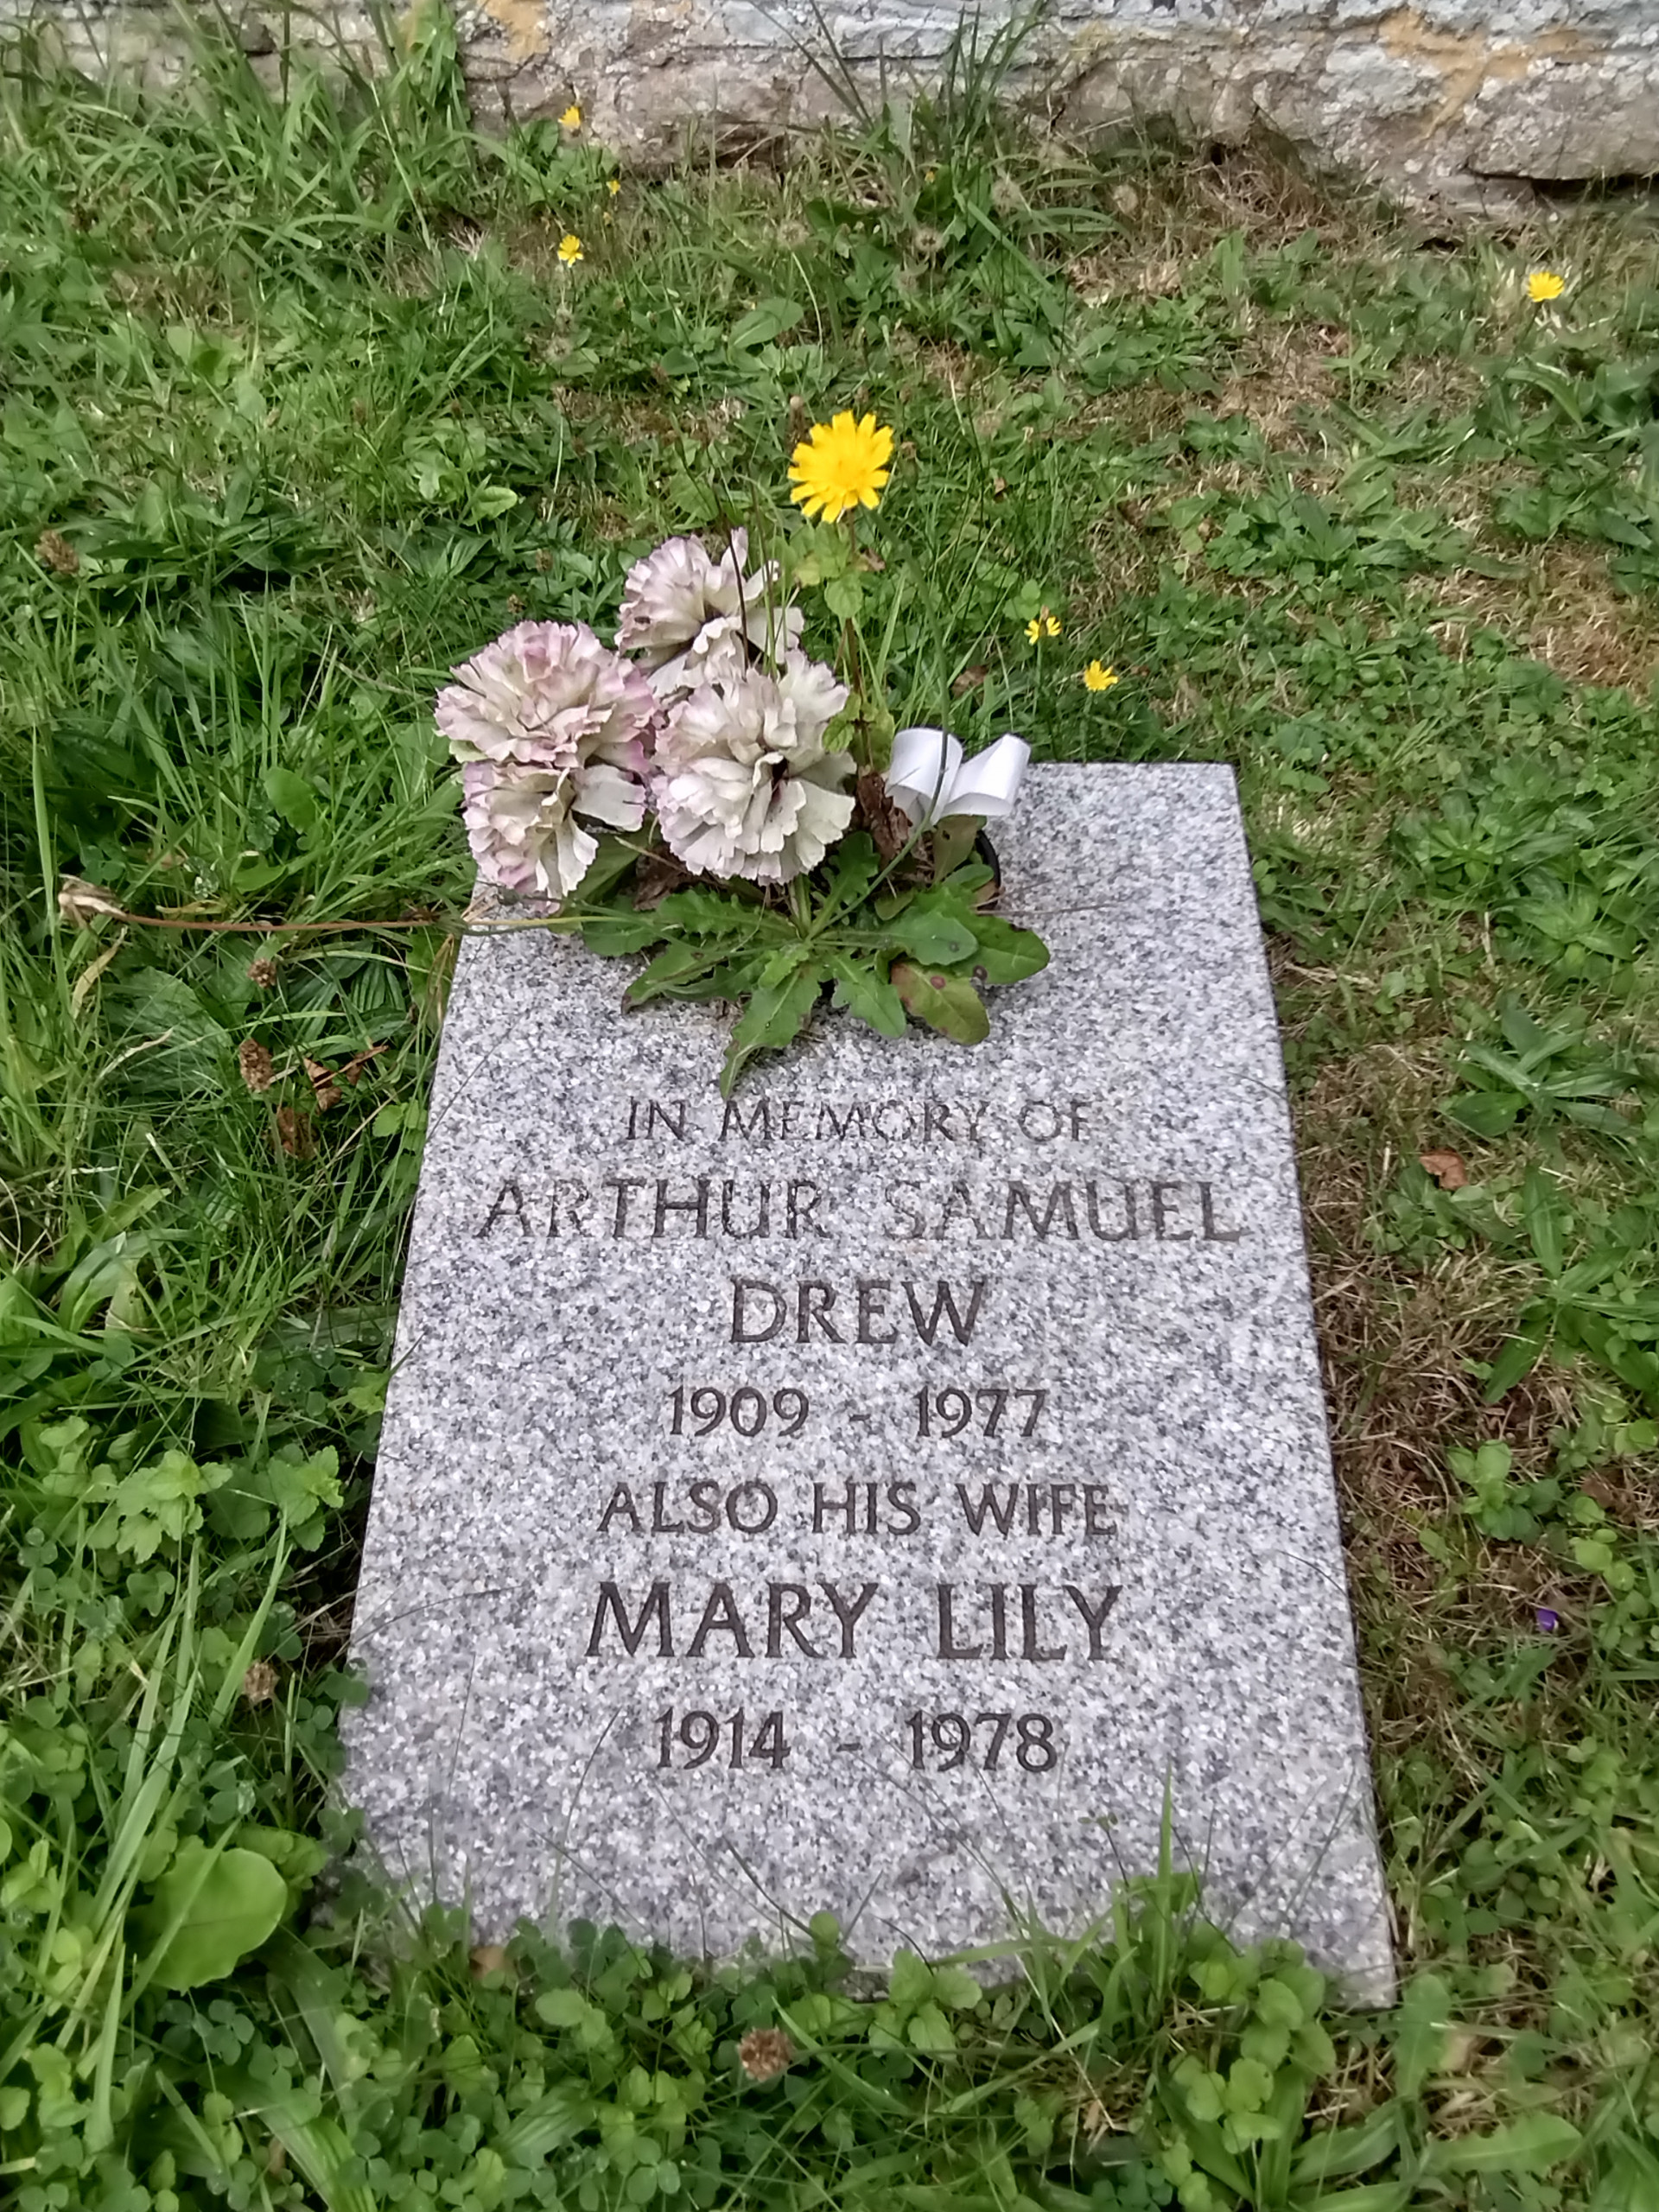 IN MEMORY OF
ARTHUR SAMUEL
DREW
1909 - 1977
ALSO HIS WIFE
MARY LILY
1914 - 1978